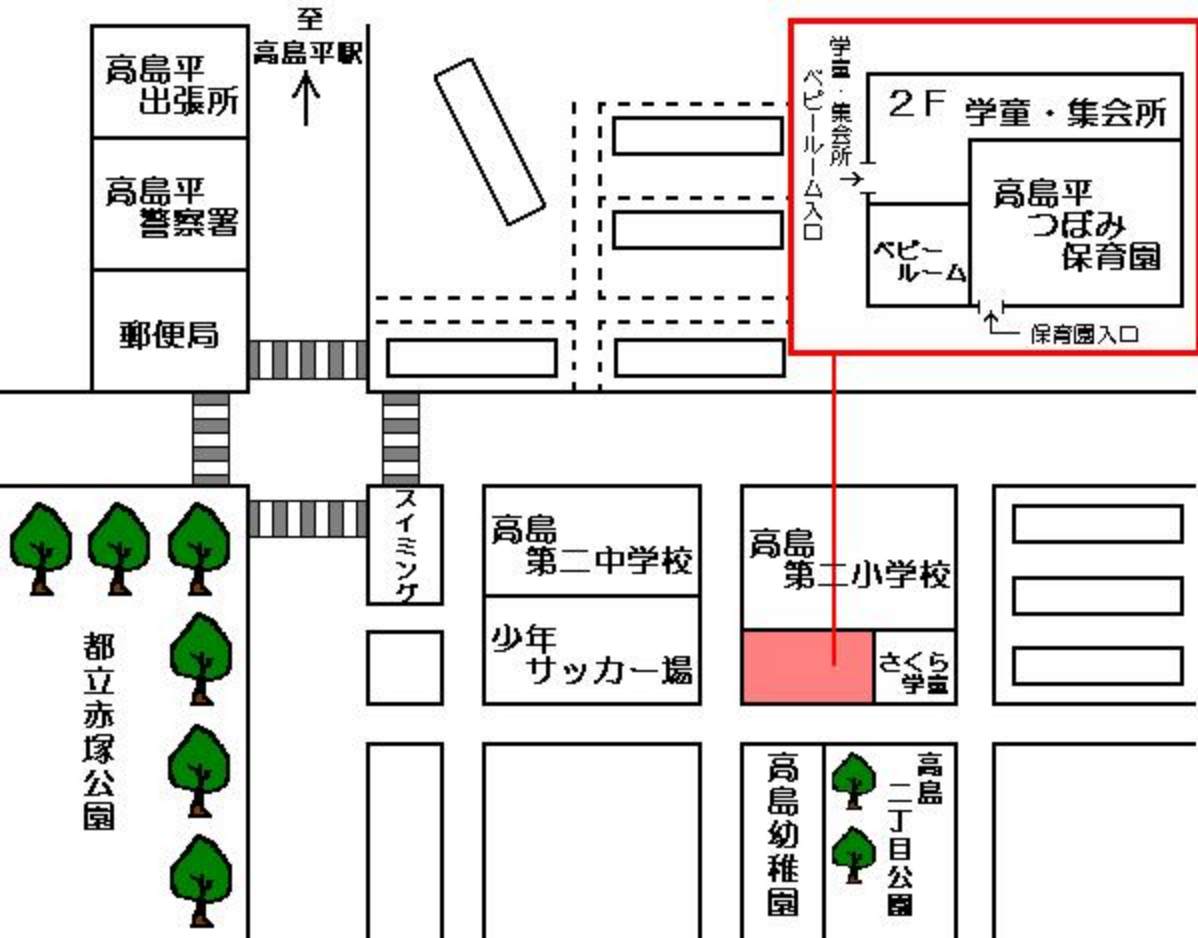 至
高島平駅
高島平
出張所
高島平
警察署
郵便局
学童・集会所
ベビールーム入口
2F 学童・集会所
高島平
つぼみ
保育園
ベビー
ルーム
保育園入口
スイミング
高島
第二中学校
少年
サッカー場
高島
第二小学校
さくら
学童
都立赤塚公園
高島幼稚園
高島
二丁目公園